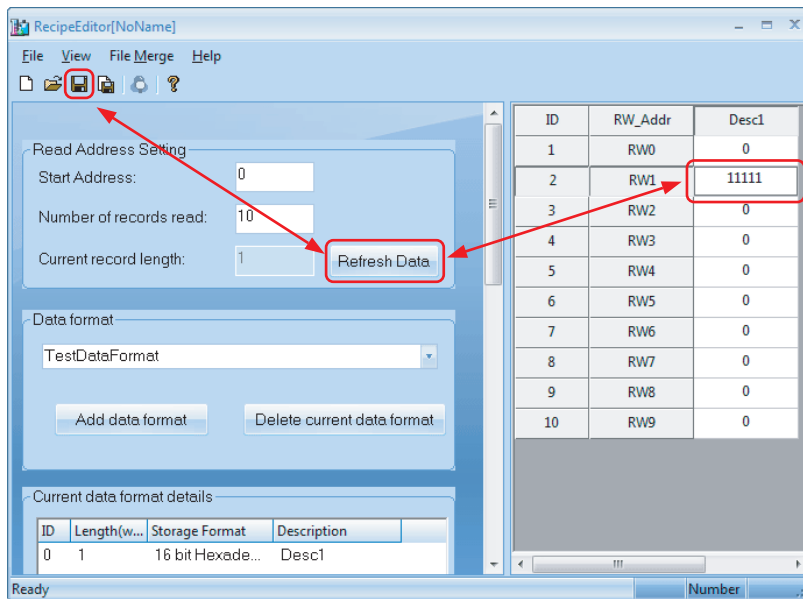 RecipeEditor[NoName]
File View File Merge Help
Read Address Setting
Start Address: 0
Number of records read: 10
Current record length: 1 Refresh Data
Data format
TestDataFormat
Add data format Delete current data format
Current data format details
ID Length(w... Storage Format Description
0 1 16 bit Hexade... Desc1
ID RW_Addr Desc1
1 RW0 0
2 RW1 11111
3 RW2 0
4 RW3 0
5 RW4 0
6 RW5 0
7 RW6 0
8 RW7 0
9 RW8 0
10 RW9 0
Ready Number